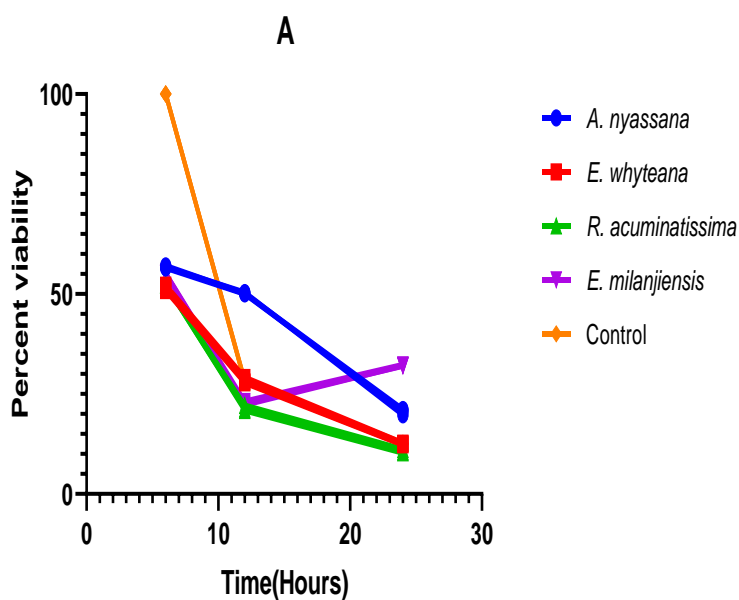 A
100
50
0
Percent viability
0 10 20 30
Time(Hours)
A. nyassana
E. whyteana
R. acuminatissima
E. milanjiensis
Control